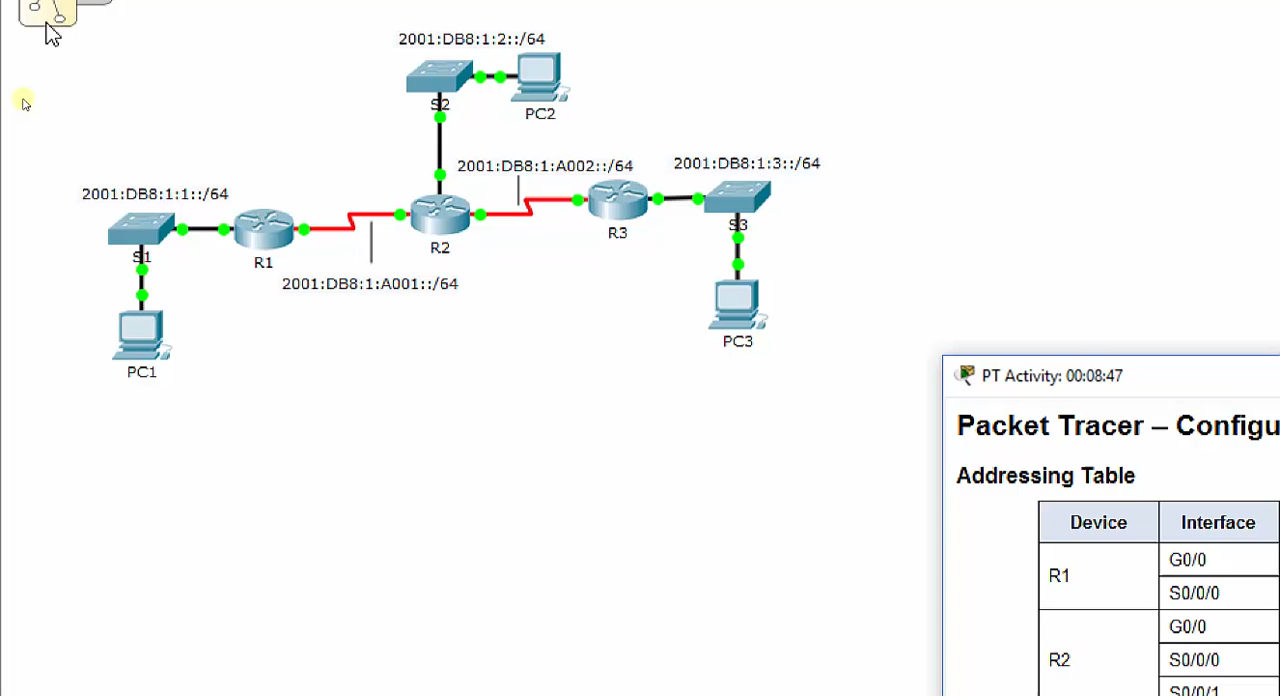 2001:DB8:1:2::/64
S2
PC2
2001:DB8:1:A002::/64
2001:DB8:1:3::/64
2001:DB8:1:1::/64
S3
R3
R2
S1
R1
2001:DB8:1:A001::/64
PC3
PC1
PT Activity: 00:08:47
Packet Tracer – Configu
Addressing Table
Device Interface
R1
G0/0
S0/0/0
R2
G0/0
S0/0/0
S0/0/1